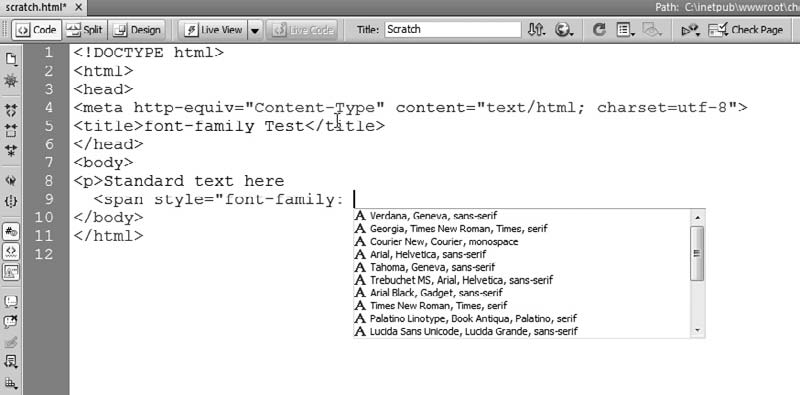 scratch.html* ×
Path: C:\inetpub\wwwroot\ch
Code Split Design Live View Live Code Title: Scratch Check Page
1 <!DOCTYPE html>
2 <html>
3 <head>
4 <meta http-equiv="Content-Type" content="text/html; charset=utf-8">
5 <title>font-family Test</title>
6 </head>
7 <body>
8 <p>Standard text here
9 <span style="font-family:
10 </body>
11 </html>
12
Verdana, Geneva, sans-serif
Georgia, Times New Roman, Times, serif
Courier New, Courier, monospace
Arial, Helvetica, sans-serif
Tahoma, Geneva, sans-serif
Trebuchet MS, Arial, Helvetica, sans-serif
Arial Black, Gadget, sans-serif
Times New Roman, Times, serif
Palatino Linotype, Book Antiqua, Palatino, serif
Lucida Sans Unicode, Lucida Grande, sans-serif